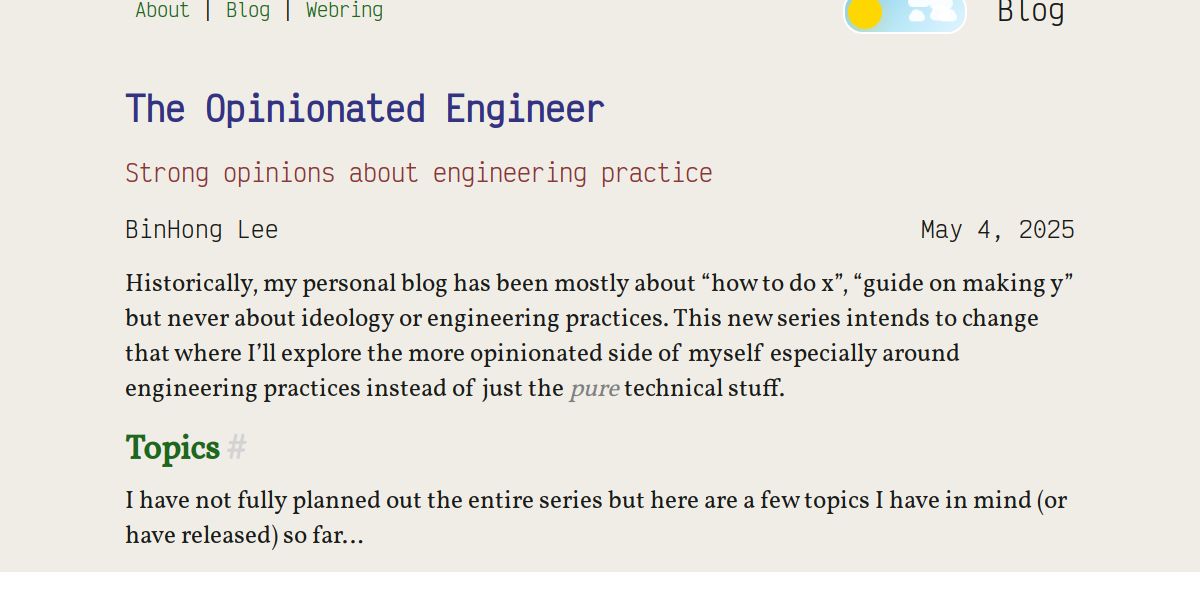 About | Blog | Webring
Blog
The Opinionated Engineer
Strong opinions about engineering practice
BinHong Lee
May 4, 2025
Historically, my personal blog has been mostly about “how to do x”, “guide on making y”
but never about ideology or engineering practices. This new series intends to change
that where I’ll explore the more opinionated side of myself especially around
engineering practices instead of just the pure technical stuff.
Topics #
I have not fully planned out the entire series but here are a few topics I have in mind (or
have released) so far…